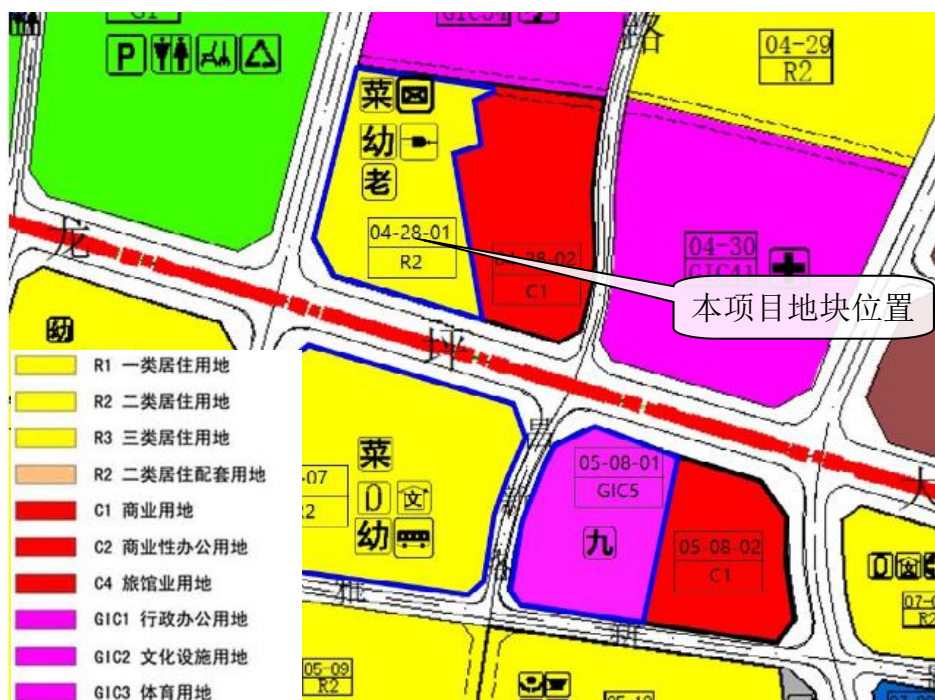 G1
GIC34
路
04-29
R2
P
菜
幼
老
04-28-01
R2
04-28-02
C1
04-30
GIC41
本项目地块位置
龙
坪
大
幼
R1 一类居住用地
R2 二类居住用地
R3 三类居住用地
R2 二类居住配套用地
C1 商业用地
C2 商业性办公用地
C4 旅馆业用地
GIC1 行政办公用地
GIC2 文化设施用地
GIC3 体育用地
菜
-07
R2
文
幼
05-08-01
GIC5
九
05-08-02
C1
文
07-0
R2
05-09
R2
05-10